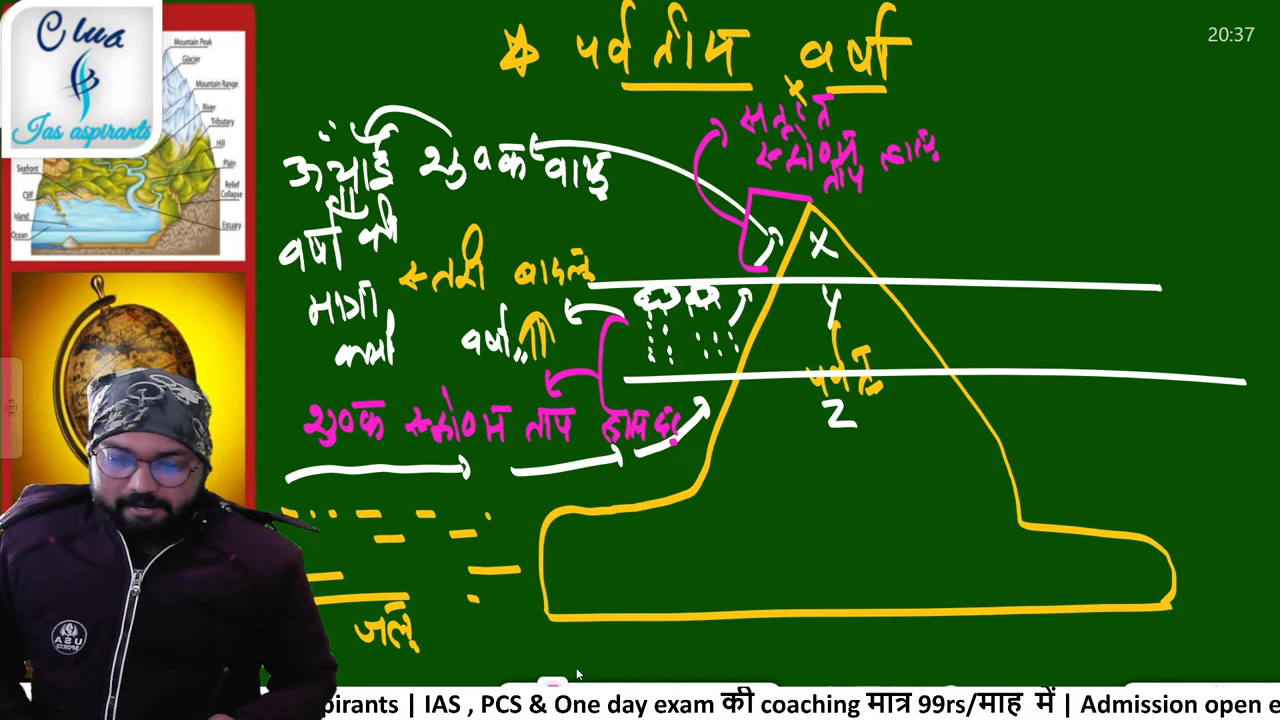 Clua
Ias aspirants
Mountain Peak
Glacier
Mountain Range
River
Tributary
Hill
Plain
Relief
Collapse
Estuary
Seafront
Cliff
Island
Ocean
20:37
पर्वतीय वर्षा
संतृप्त
रूद्धोष्म ताप ह्रास
ऊंचाई शुष्क वायु
वर्षा की
मात्रा
स्तरी बादल
वर्षा
शुष्क रूद्धोष्म ताप ह्रास दर
X
Y
पर्वत
Z
जल
USA
pirants | IAS , PCS & One day exam की coaching मात्र 99rs/माह में | Admission open e